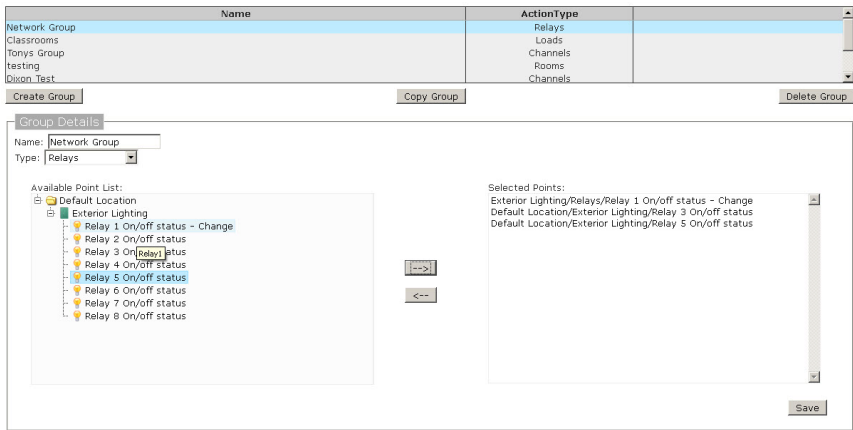 Name ActionType
Network Group Relays
Classrooms Loads
Tonys Group Channels
testing Rooms
Dixon Test Channels
Create Group Copy Group Delete Group
Group Details
Name: Network Group
Type: Relays
Available Point List:
Default Location
Exterior Lighting
Relay 1 On/off status - Change
Relay 2 On/off status
Relay 3 On atus
Relay1
Relay 4 On/off status
Relay 5 On/off status
Relay 6 On/off status
Relay 7 On/off status
Relay 8 On/off status
-->
<--
Selected Points:
Exterior Lighting/Relays/Relay 1 On/off status - Change
Default Location/Exterior Lighting/Relay 3 On/off status
Default Location/Exterior Lighting/Relay 5 On/off status
Save